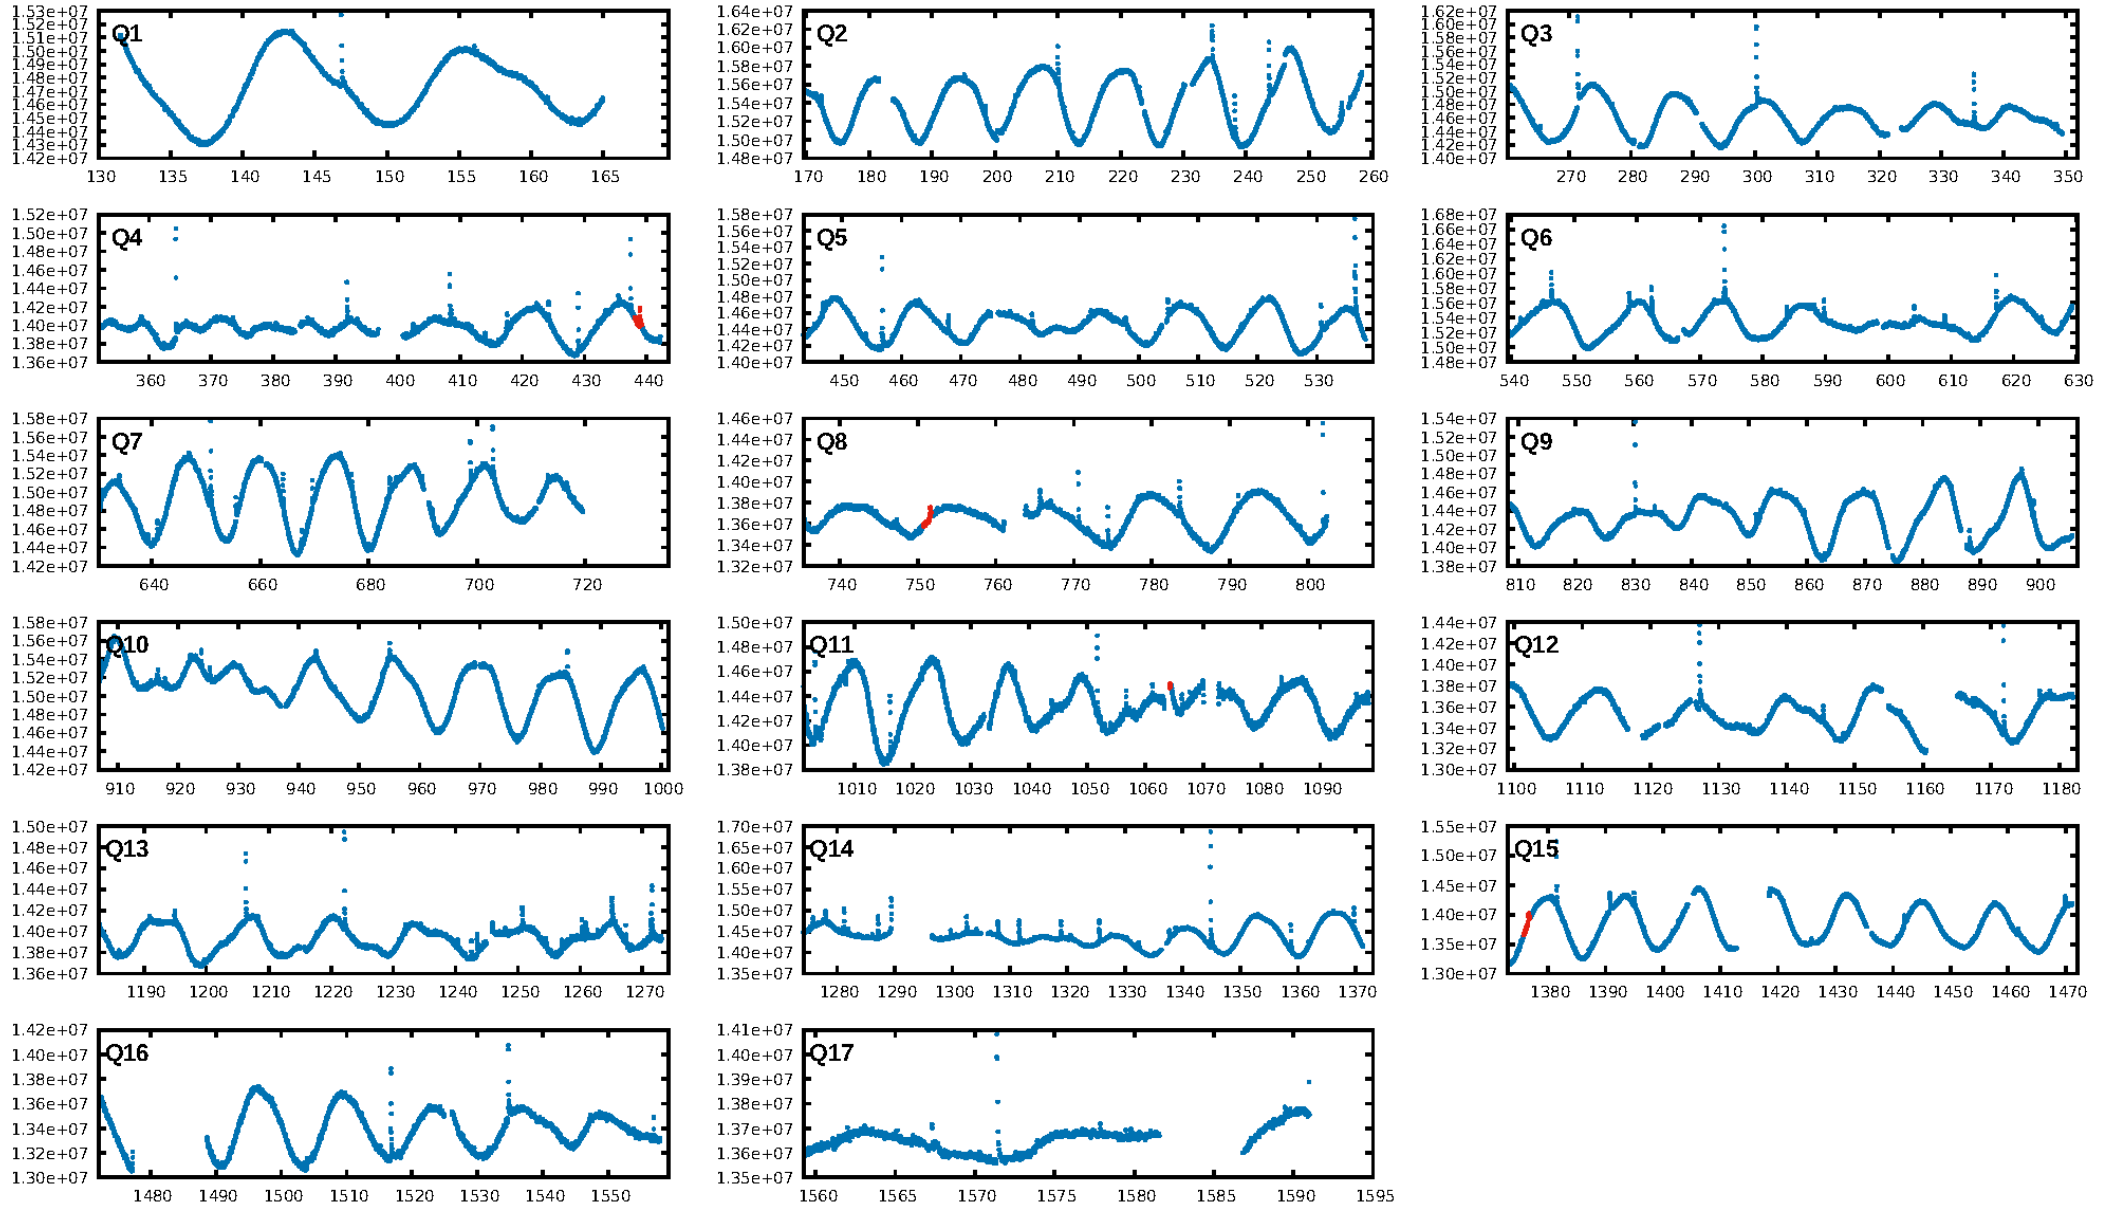 Q1
1.53e+07
1.52e+07
1.51e+07
1.50e+07
1.49e+07
1.48e+07
1.47e+07
1.46e+07
1.45e+07
1.44e+07
1.43e+07
1.42e+07
130 135 140 145 150 155 160 165
Q2
1.64e+07
1.62e+07
1.60e+07
1.58e+07
1.56e+07
1.54e+07
1.52e+07
1.50e+07
1.48e+07
170 180 190 200 210 220 230 240 250 260
Q3
1.62e+07
1.60e+07
1.58e+07
1.56e+07
1.54e+07
1.52e+07
1.50e+07
1.48e+07
1.46e+07
1.44e+07
1.42e+07
1.40e+07
270 280 290 300 310 320 330 340 350
Q4
1.52e+07
1.50e+07
1.48e+07
1.46e+07
1.44e+07
1.42e+07
1.40e+07
1.38e+07
1.36e+07
360 370 380 390 400 410 420 430 440
Q5
1.58e+07
1.56e+07
1.54e+07
1.52e+07
1.50e+07
1.48e+07
1.46e+07
1.44e+07
1.42e+07
1.40e+07
450 460 470 480 490 500 510 520 530
Q6
1.68e+07
1.66e+07
1.64e+07
1.62e+07
1.60e+07
1.58e+07
1.56e+07
1.54e+07
1.52e+07
1.50e+07
1.48e+07
540 550 560 570 580 590 600 610 620 630
Q7
1.58e+07
1.56e+07
1.54e+07
1.52e+07
1.50e+07
1.48e+07
1.46e+07
1.44e+07
1.42e+07
640 660 680 700 720
Q8
1.46e+07
1.44e+07
1.42e+07
1.40e+07
1.38e+07
1.36e+07
1.34e+07
1.32e+07
740 750 760 770 780 790 800
Q9
1.54e+07
1.52e+07
1.50e+07
1.48e+07
1.46e+07
1.44e+07
1.42e+07
1.40e+07
1.38e+07
810 820 830 840 850 860 870 880 890 900
Q10
1.58e+07
1.56e+07
1.54e+07
1.52e+07
1.50e+07
1.48e+07
1.46e+07
1.44e+07
1.42e+07
910 920 930 940 950 960 970 980 990 1000
Q11
1.50e+07
1.48e+07
1.46e+07
1.44e+07
1.42e+07
1.40e+07
1.38e+07
1010 1020 1030 1040 1050 1060 1070 1080 1090
Q12
1.44e+07
1.42e+07
1.40e+07
1.38e+07
1.36e+07
1.34e+07
1.32e+07
1.30e+07
1100 1110 1120 1130 1140 1150 1160 1170 1180
Q13
1.50e+07
1.48e+07
1.46e+07
1.44e+07
1.42e+07
1.40e+07
1.38e+07
1.36e+07
1190 1200 1210 1220 1230 1240 1250 1260 1270
Q14
1.70e+07
1.65e+07
1.60e+07
1.55e+07
1.50e+07
1.45e+07
1.40e+07
1.35e+07
1280 1290 1300 1310 1320 1330 1340 1350 1360 1370
Q15
1.55e+07
1.50e+07
1.45e+07
1.40e+07
1.35e+07
1.30e+07
1380 1390 1400 1410 1420 1430 1440 1450 1460 1470
Q16
1.42e+07
1.40e+07
1.38e+07
1.36e+07
1.34e+07
1.32e+07
1.30e+07
1480 1490 1500 1510 1520 1530 1540 1550
Q17
1.41e+07
1.40e+07
1.39e+07
1.38e+07
1.37e+07
1.36e+07
1.35e+07
1560 1565 1570 1575 1580 1585 1590 1595